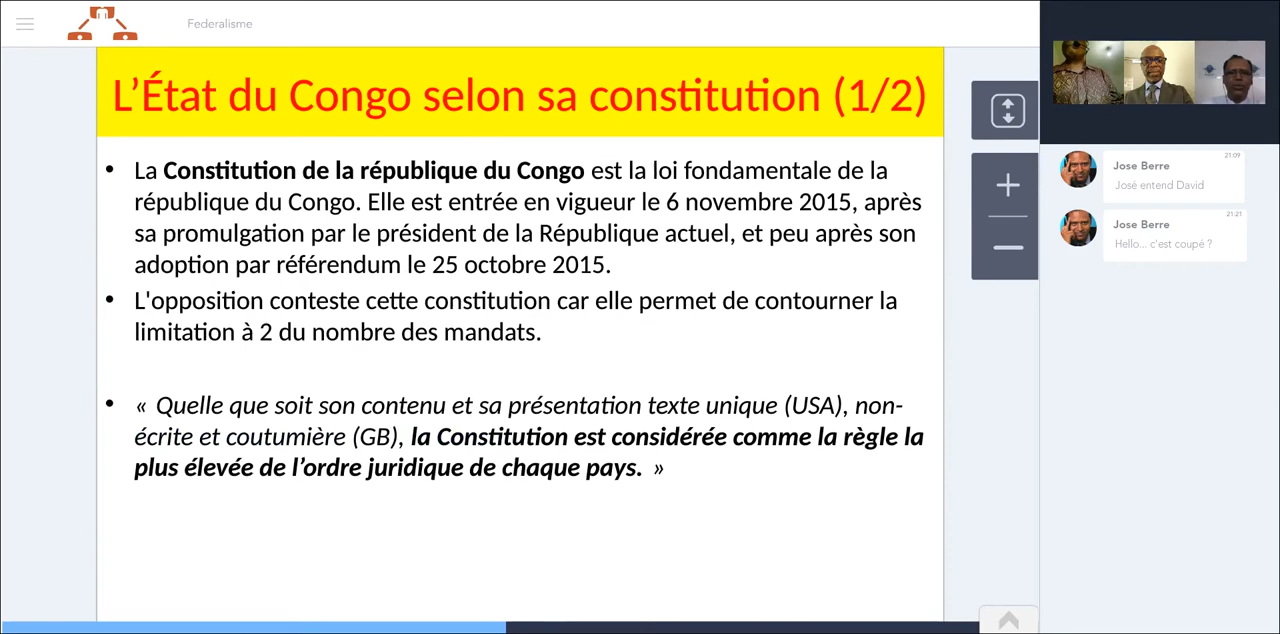 Federalisme
L’État du Congo selon sa constitution (1/2)
• La Constitution de la république du Congo est la loi fondamentale de la
république du Congo. Elle est entrée en vigueur le 6 novembre 2015, après
sa promulgation par le président de la République actuel, et peu après son
adoption par référendum le 25 octobre 2015.
• L'opposition conteste cette constitution car elle permet de contourner la
limitation à 2 du nombre des mandats.
• « Quelle que soit son contenu et sa présentation texte unique (USA), non-
écrite et coutumière (GB), la Constitution est considérée comme la règle la
plus élevée de l’ordre juridique de chaque pays. »
21:09
Jose Berre
José entend David
21:21
Jose Berre
Hello... c'est coupé ?